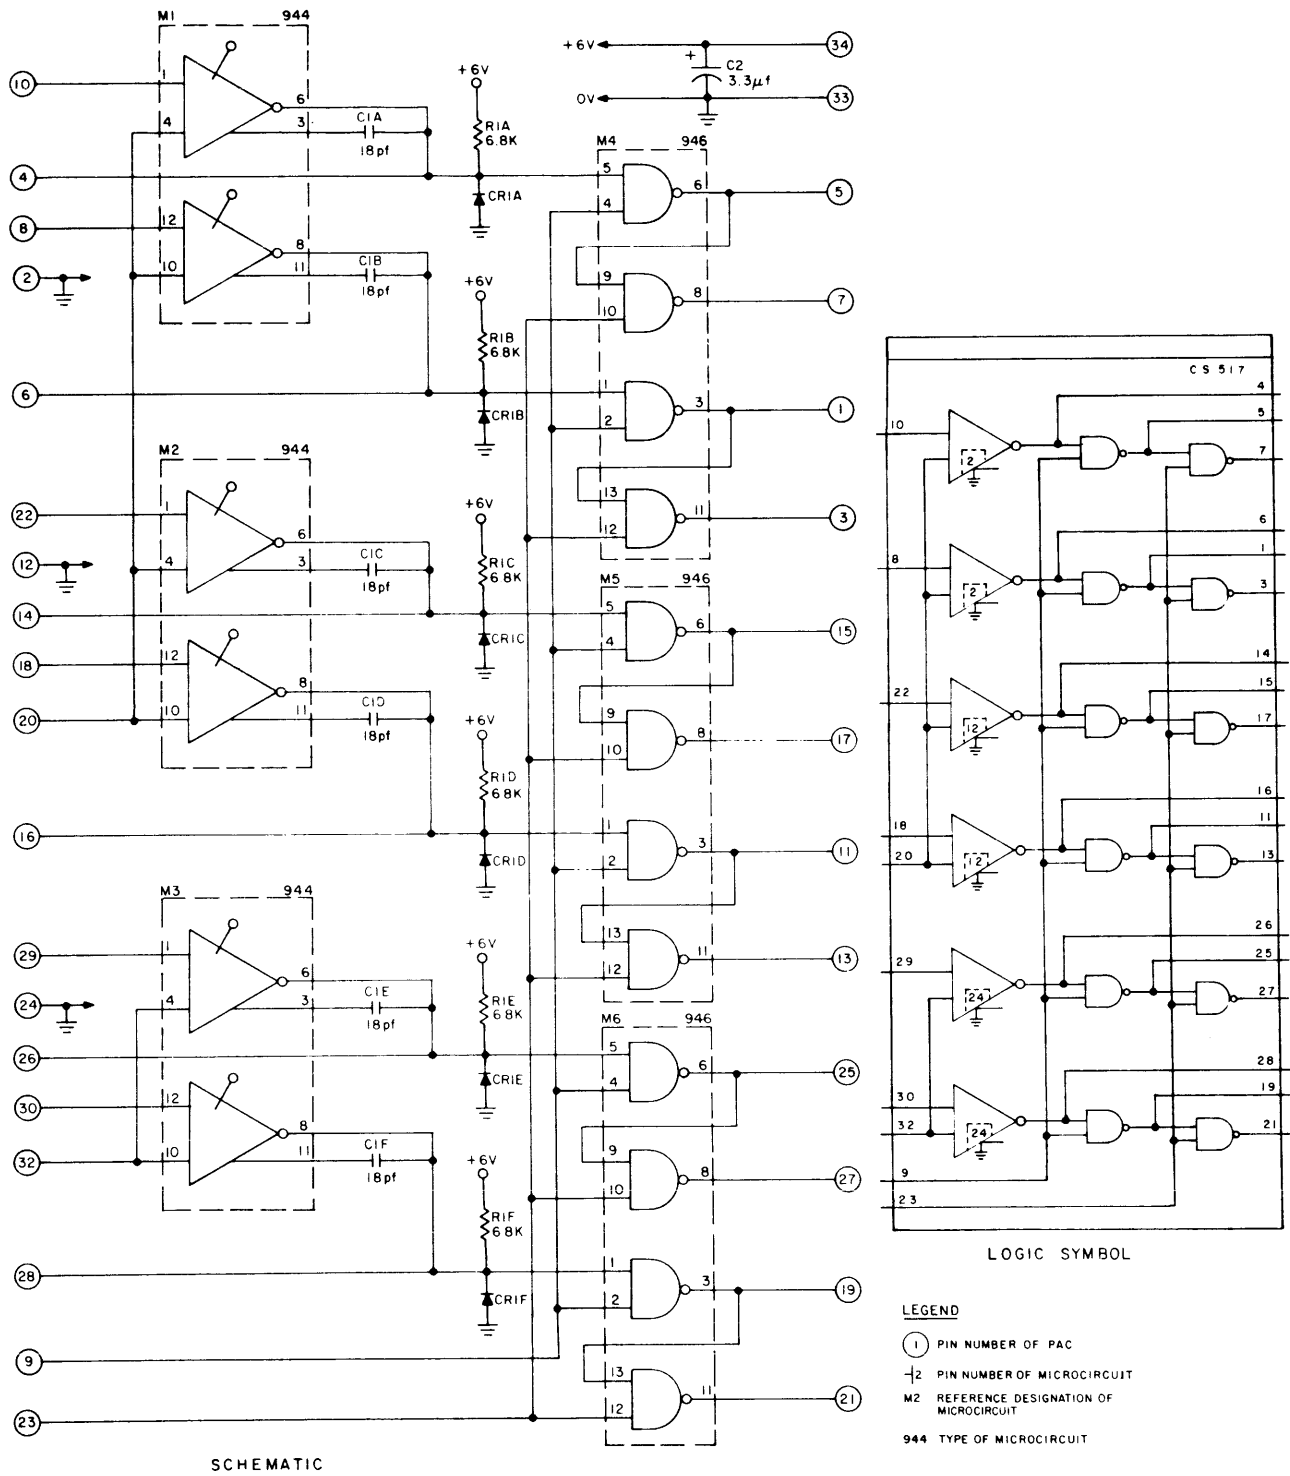 M1 944
10 1 6
4 3
C1A
18pf
4
+6V
R1A
6.8K
CR1A
8 12 8
10 11
C1B
18pf
2
+6V
R1B
6.8K
CR1B
6
+6V 34
+
C2
3.3µf
0V 33
M4 946
5 6 5
4
9 8 7
10
1 3 1
2
13 11 3
12
M2 944
22 1 6
12
4 3
C1C
18pf
14
+6V
R1C
6.8K
CR1C
18 12 8
20 10 11
C1D
18pf
+6V
R1D
6.8K
CR1D
16
M5 946
5 6 15
4
9 8 17
10
1 3 11
2
13 11 13
12
M3 944
29 1 6
24
4 3
C1E
18pf
26
+6V
R1E
6.8K
CR1E
30 12 8
32 10 11
C1F
18pf
+6V
R1F
6.8K
CR1F
28
M6 946
5 6 25
4
9 8 27
10
1 3 19
2
13 11 21
12
9
23
SCHEMATIC
CS 517
4
10 5
2 7
6
8 1
2 3
14
22 15
12 17
16
18 11
20 12 13
26
29 25
24 27
28
30 19
32 24 21
9
23
LOGIC SYMBOL
LEGEND
1 PIN NUMBER OF PAC
2 PIN NUMBER OF MICROCIRCUIT
M2 REFERENCE DESIGNATION OF
MICROCIRCUIT
944 TYPE OF MICROCIRCUIT